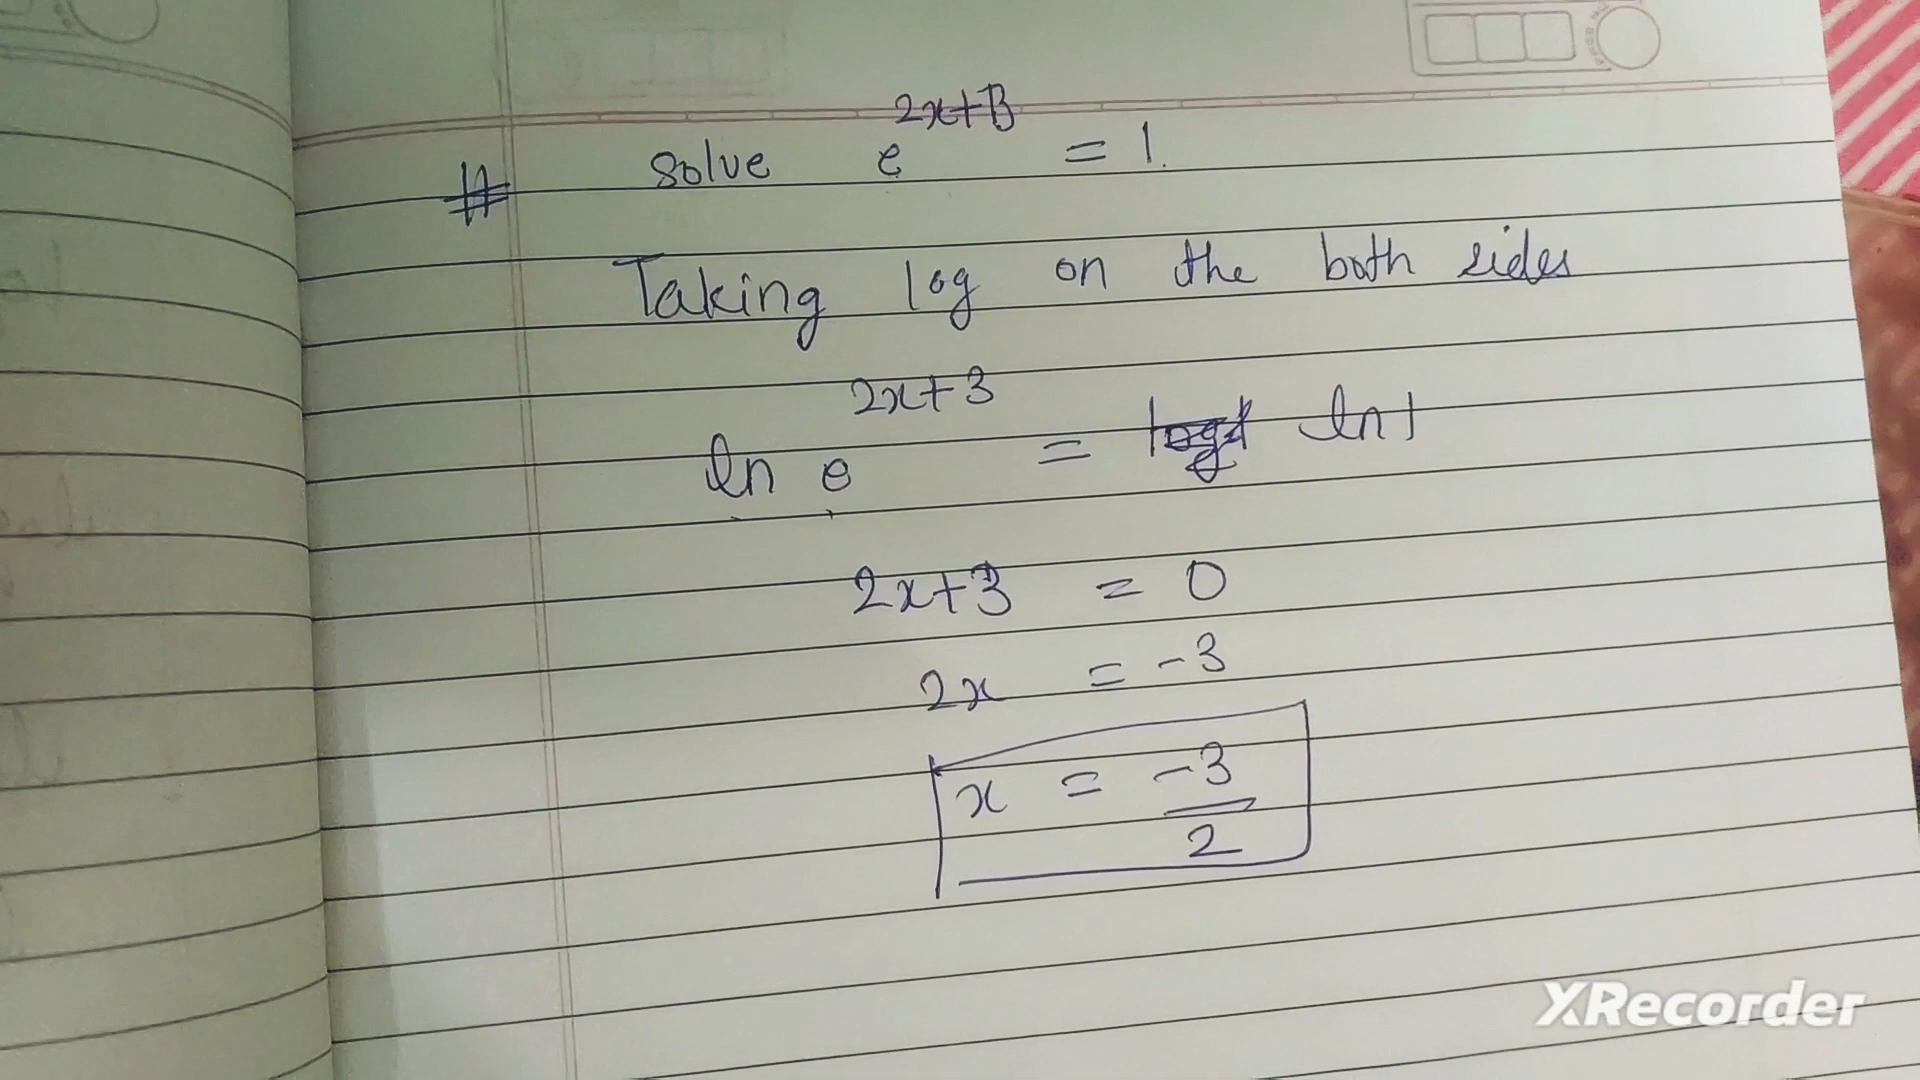 2x+3
# solve e = 1.
Taking log on the both sides
2x+3
ln e = ln 1
2x+3 = 0
2x = -3
x = -3
2
XRecorder